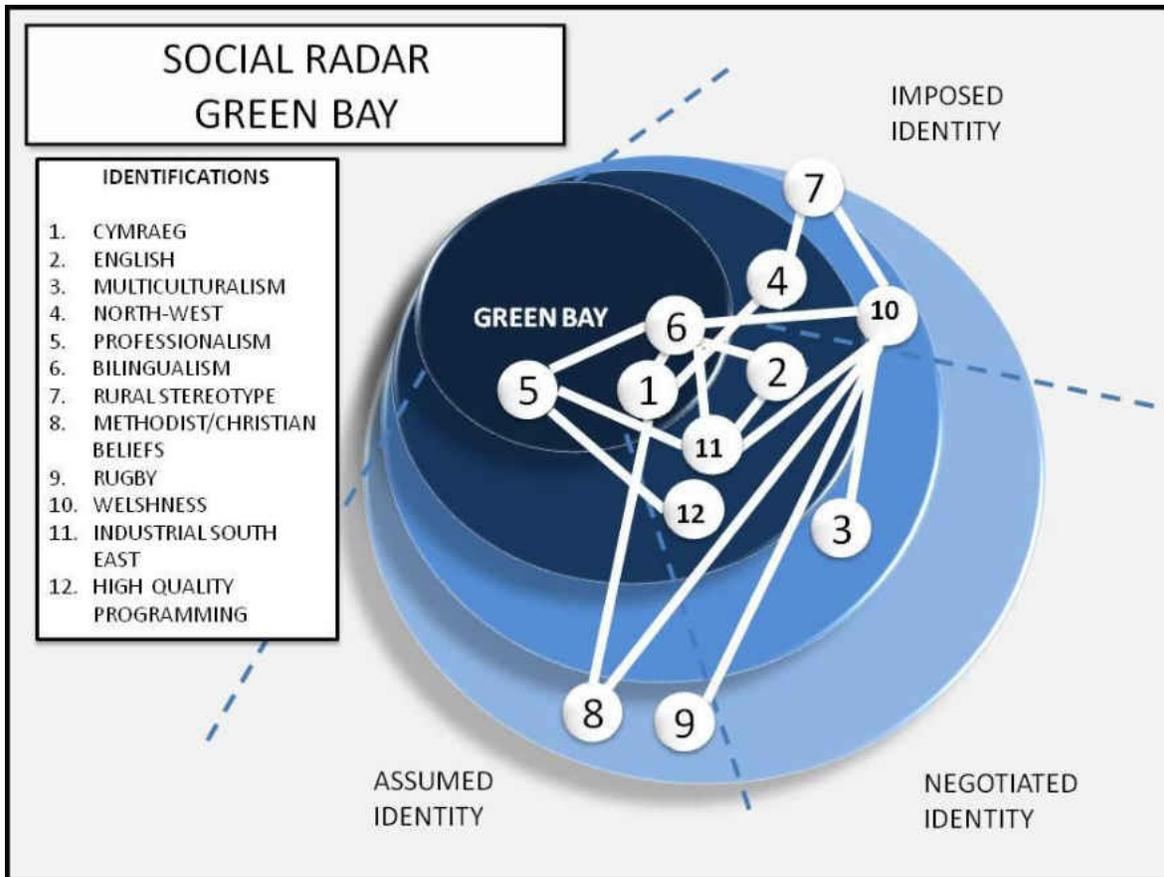 SOCIAL RADAR
GREEN BAY
IDENTIFICATIONS
1. CYMRAEG
2. ENGLISH
3. MULTICULTURALISM
4. NORTH-WEST
5. PROFESSIONALISM
6. BILINGUALISM
7. RURAL STEREOTYPE
8. METHODIST/CHRISTIAN
BELIEFS
9. RUGBY
10. WELSHNESS
11. INDUSTRIAL SOUTH
EAST
12. HIGH QUALITY
PROGRAMMING
IMPOSED
IDENTITY
7
4
10
GREEN BAY
6
5
1
2
11
12
3
8
9
ASSUMED
IDENTITY
NEGOTIATED
IDENTITY